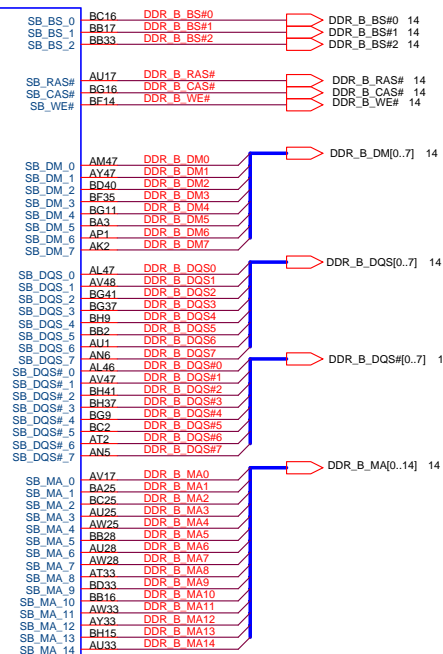 SB_BS_0 BC16 DDR_B_BS#0 DDR_B_BS#0 14
SB_BS_1 BB17 DDR_B_BS#1 DDR_B_BS#1 14
SB_BS_2 BB33 DDR_B_BS#2 DDR_B_BS#2 14
SB_RAS# AU17 DDR_B_RAS# DDR_B_RAS# 14
SB_CAS# BG16 DDR_B_CAS# DDR_B_CAS# 14
SB_WE# BF14 DDR_B_WE# DDR_B_WE# 14
DDR_B_DM[0..7] 14
SB_DM_0 AM47 DDR_B_DM0
SB_DM_1 AY47 DDR_B_DM1
SB_DM_2 BD40 DDR_B_DM2
SB_DM_3 BF35 DDR_B_DM3
SB_DM_4 BG11 DDR_B_DM4
SB_DM_5 BA3 DDR_B_DM5
SB_DM_6 AP1 DDR_B_DM6
SB_DM_7 AK2 DDR_B_DM7
DDR_B_DQS[0..7] 14
SB_DQS_0 AL47 DDR_B_DQS0
SB_DQS_1 AV48 DDR_B_DQS1
SB_DQS_2 BG41 DDR_B_DQS2
SB_DQS_3 BG37 DDR_B_DQS3
SB_DQS_4 BH9 DDR_B_DQS4
SB_DQS_5 BB2 DDR_B_DQS5
SB_DQS_6 AU1 DDR_B_DQS6
SB_DQS_7 AN6 DDR_B_DQS7
DDR_B_DQS#[0..7] 1
SB_DQS#_0 AL46 DDR_B_DQS#0
SB_DQS#_1 AV47 DDR_B_DQS#1
SB_DQS#_2 BH41 DDR_B_DQS#2
SB_DQS#_3 BH37 DDR_B_DQS#3
SB_DQS#_4 BG9 DDR_B_DQS#4
SB_DQS#_5 BC2 DDR_B_DQS#5
SB_DQS#_6 AT2 DDR_B_DQS#6
SB_DQS#_7 AN5 DDR_B_DQS#7
DDR_B_MA[0..14] 14
SB_MA_0 AV17 DDR_B_MA0
SB_MA_1 BA25 DDR_B_MA1
SB_MA_2 BC25 DDR_B_MA2
SB_MA_3 AU25 DDR_B_MA3
SB_MA_4 AW25 DDR_B_MA4
SB_MA_5 BB28 DDR_B_MA5
SB_MA_6 AU28 DDR_B_MA6
SB_MA_7 AW28 DDR_B_MA7
SB_MA_8 AT33 DDR_B_MA8
SB_MA_9 BD33 DDR_B_MA9
SB_MA_10 BB16 DDR_B_MA10
SB_MA_11 AW33 DDR_B_MA11
SB_MA_12 AY33 DDR_B_MA12
SB_MA_13 BH15 DDR_B_MA13
SB_MA_14 AU33 DDR_B_MA14